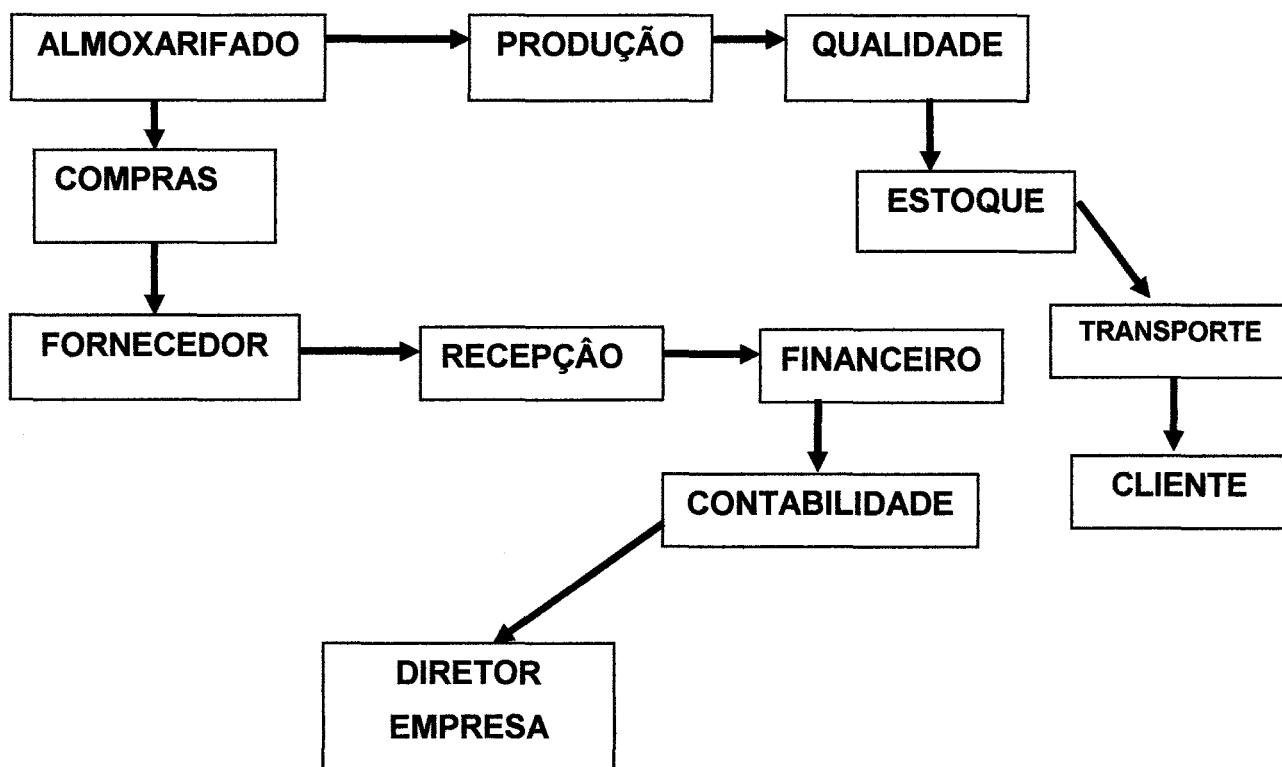 ALMOXARIFADO
PRODUÇÃO
QUALIDADE
COMPRAS
ESTOQUE
FORNECEDOR
RECEPÇÂO
FINANCEIRO
TRANSPORTE
CONTABILIDADE
CLIENTE
DIRETOR
EMPRESA